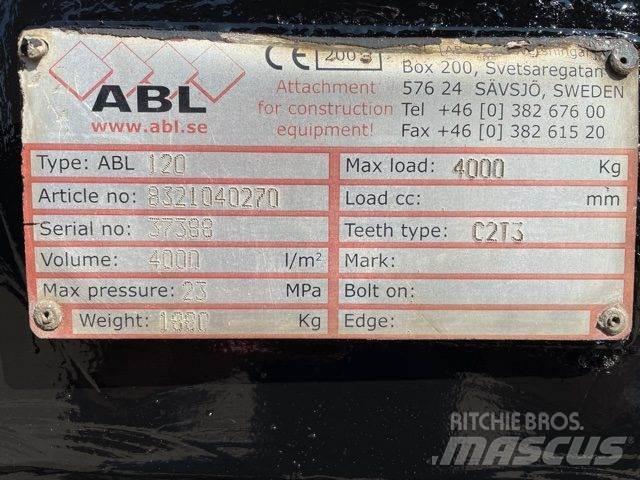 ABL
www.abl.se
CE 2008
Attachment
for construction
equipment!
Box 200, Svetsaregatan
576 24 SÄVSJÖ, SWEDEN
Tel +46 [0] 382 676 00
Fax +46 [0] 382 615 20
Type: ABL 120
Article no: 8321040270
Serial no: 37388
Volume: 4000 l/m²
Max pressure: 23 MPa
Weight: 1880 Kg
Max load: 4000 Kg
Load cc: mm
Teeth type: C2T3
Mark:
Bolt on:
Edge:
RITCHIE BROS.
MASCUS